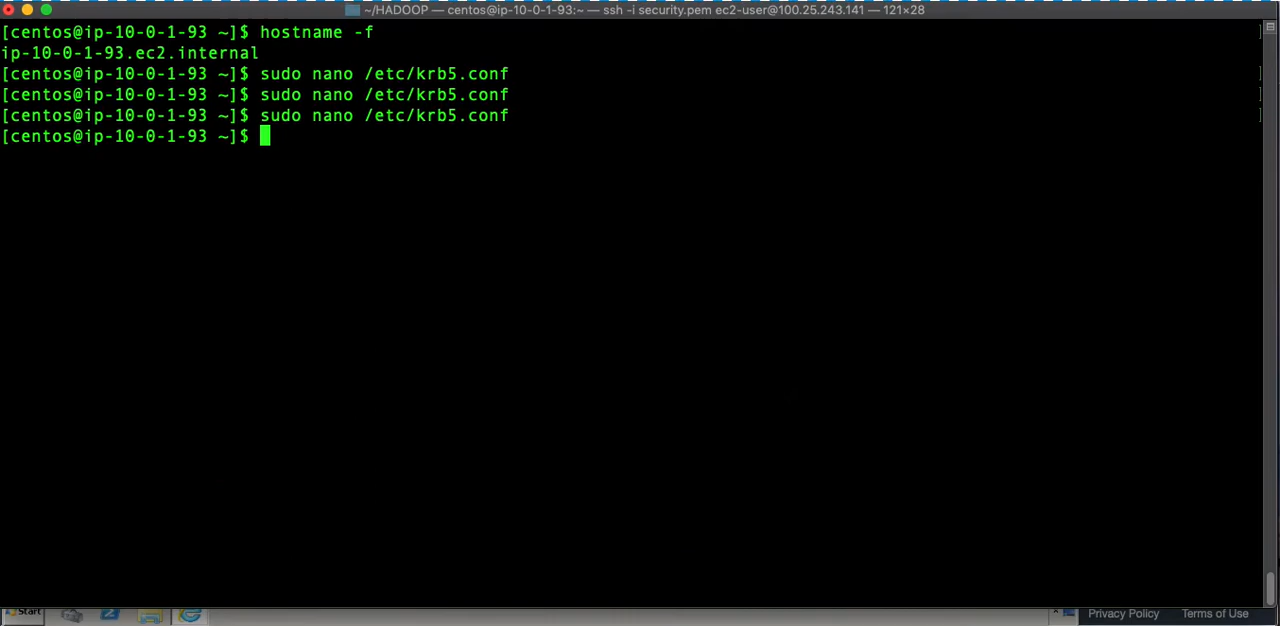 ~/HADOOP — centos@ip-10-0-1-93:~ — ssh -i security.pem ec2-user@100.25.243.141 — 121×28
[centos@ip-10-0-1-93 ~]$ hostname -f
ip-10-0-1-93.ec2.internal
[centos@ip-10-0-1-93 ~]$ sudo nano /etc/krb5.conf
[centos@ip-10-0-1-93 ~]$ sudo nano /etc/krb5.conf
[centos@ip-10-0-1-93 ~]$ sudo nano /etc/krb5.conf
[centos@ip-10-0-1-93 ~]$
Start
Privacy Policy Terms of Use